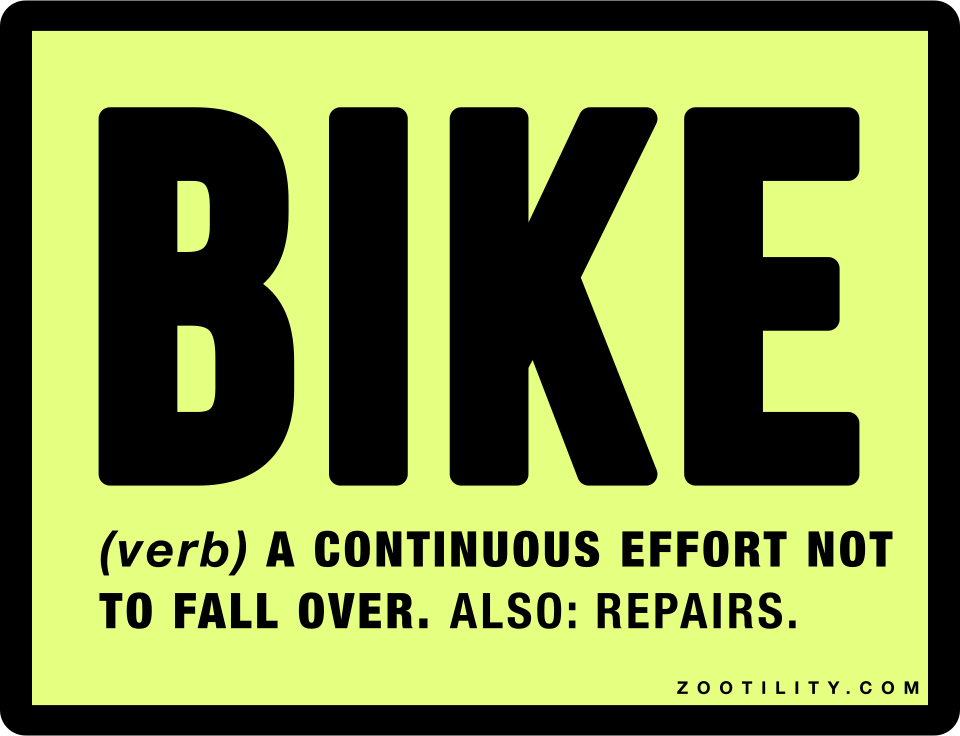 BIKE
(verb) A CONTINUOUS EFFORT NOT
TO FALL OVER. ALSO: REPAIRS.
ZOOTILITY.COM